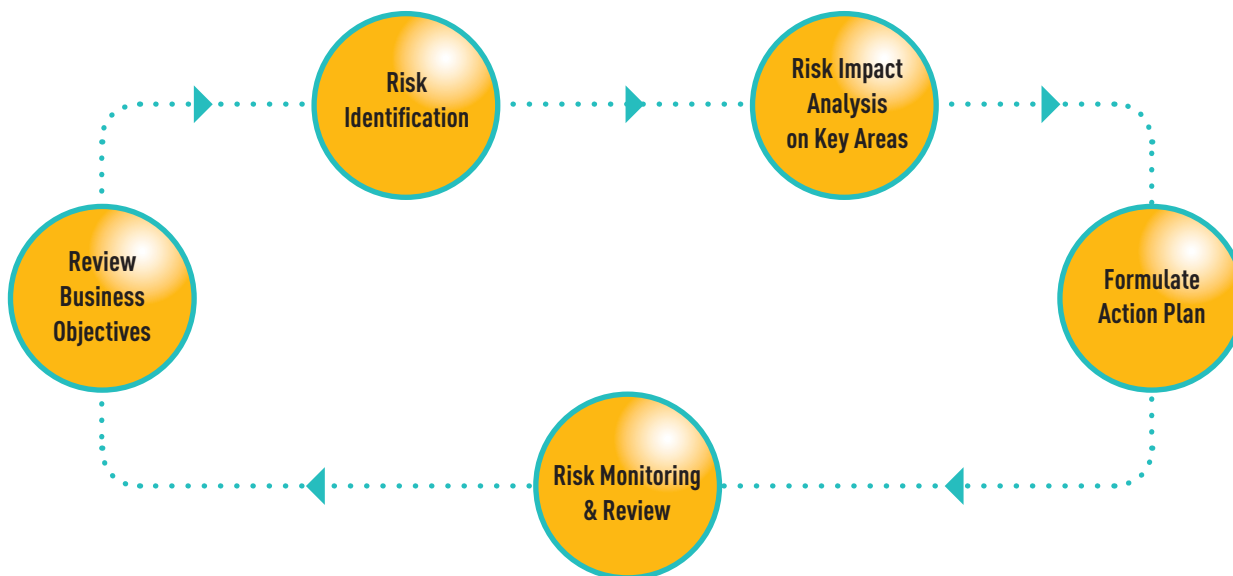 Risk
Identification
Risk Impact
Analysis
on Key Areas
Review
Business
Objectives
Formulate
Action Plan
Risk Monitoring
& Review